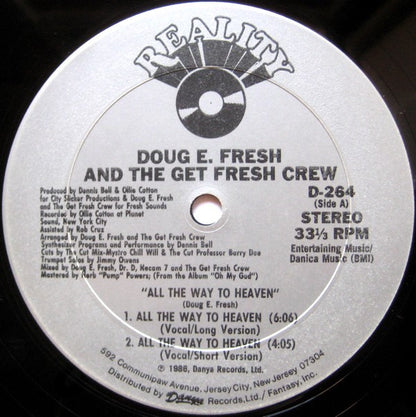 REALITY
DOUG E. FRESH
AND THE GET FRESH CREW
Produced by Dennis Bell & Ollie Cotton
for City Slicker Productions & Doug E. Fresh
and The Get Fresh Crew for Fresh Sounds
Recorded by Ollie Cotton at Planet
Sound, New York City
Assisted by Rob Cruz
Arranged by Doug E. Fresh and The Get Fresh Crew
Synthesizer Programs and Performance by Dennis Bell
Cuts by The Cut Mix-Mystro Chill Will & The Cut Professor Barry Bee
Trumpet Solos by Jimmy Owens
Mixed by Doug E. Fresh, Dr. D, Necom 7 and The Get Fresh Crew
Mastered by Herb "Pump" Powers; (From the Album "Oh My God")
D-264
(Side A)
STEREO
33⅓ RPM
Entertaining Music/
Danica Music (BMI)
"ALL THE WAY TO HEAVEN"
(Doug E. Fresh)
1. ALL THE WAY TO HEAVEN (6:06)
(Vocal/Long Version)
2. ALL THE WAY TO HEAVEN (4:05)
(Vocal/Short Version)
℗ 1986, Danya Records, Ltd.
592 Communipaw Avenue, Jersey City, New Jersey 07304
Distributed by Danya Records, Ltd./Fantasy, Inc.